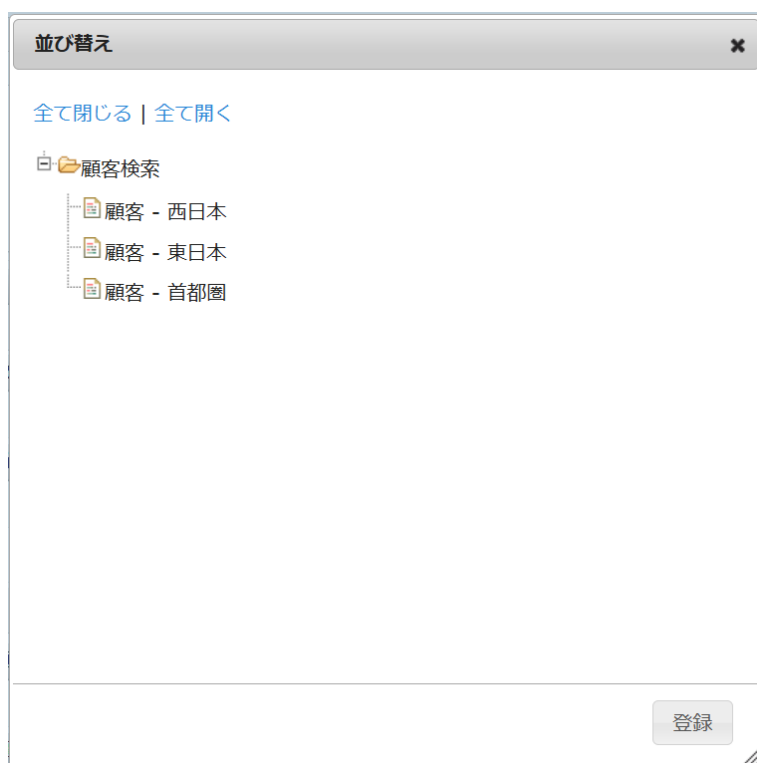 並び替え
全て閉じる | 全て開く
顧客検索
顧客 - 西日本
顧客 - 東日本
顧客 - 首都圏
登録